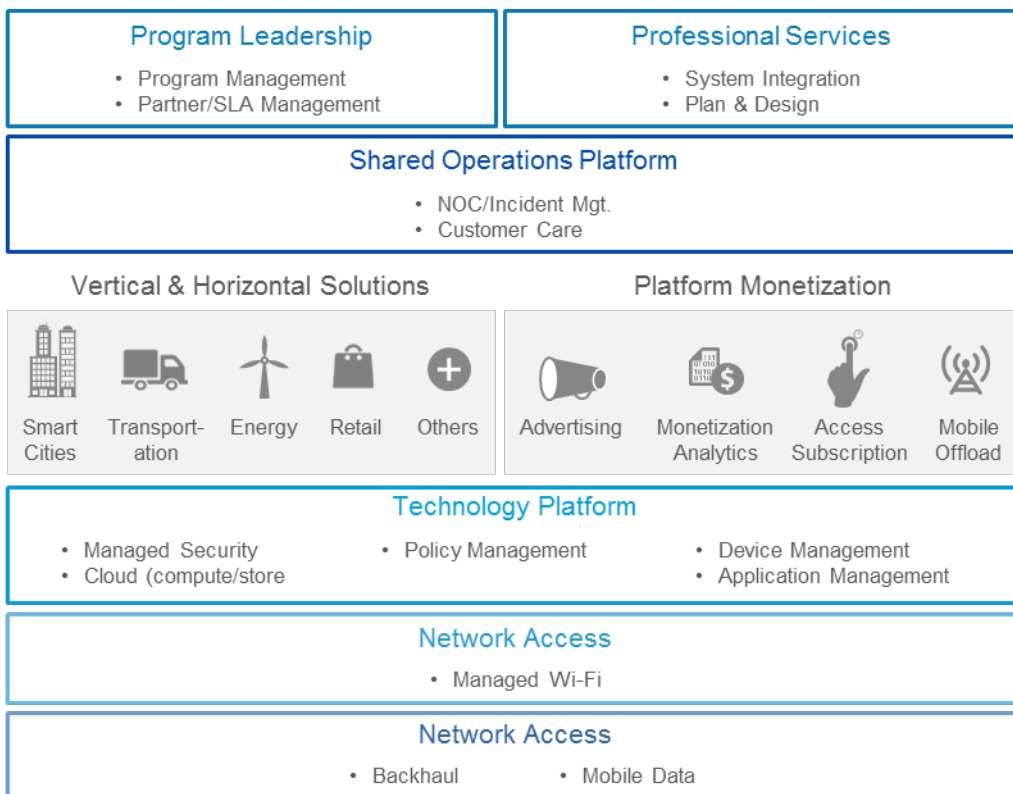 Program Leadership
• Program Management
• Partner/SLA Management
Professional Services
• System Integration
• Plan & Design
Shared Operations Platform
• NOC/Incident Mgt.
• Customer Care
Vertical & Horizontal Solutions
Smart
Cities
Transport-
ation
Energy
Retail
Others
Platform Monetization
Advertising
Monetization
Analytics
Access
Subscription
Mobile
Offload
Technology Platform
• Managed Security
• Cloud (compute/store
• Policy Management
• Device Management
• Application Management
Network Access
• Managed Wi-Fi
Network Access
• Backhaul
• Mobile Data